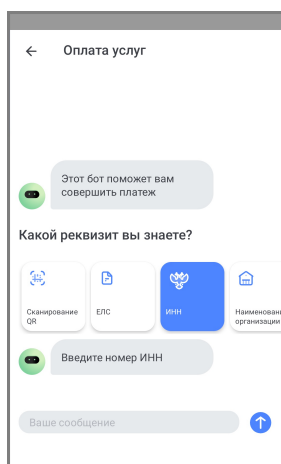 Оплата услуг
Этот бот поможет вам
совершить платеж
Какой реквизит вы знаете?
Сканирование
QR
ЕЛС
ИНН
организации
Введите номер ИНН
Ваше сообщение